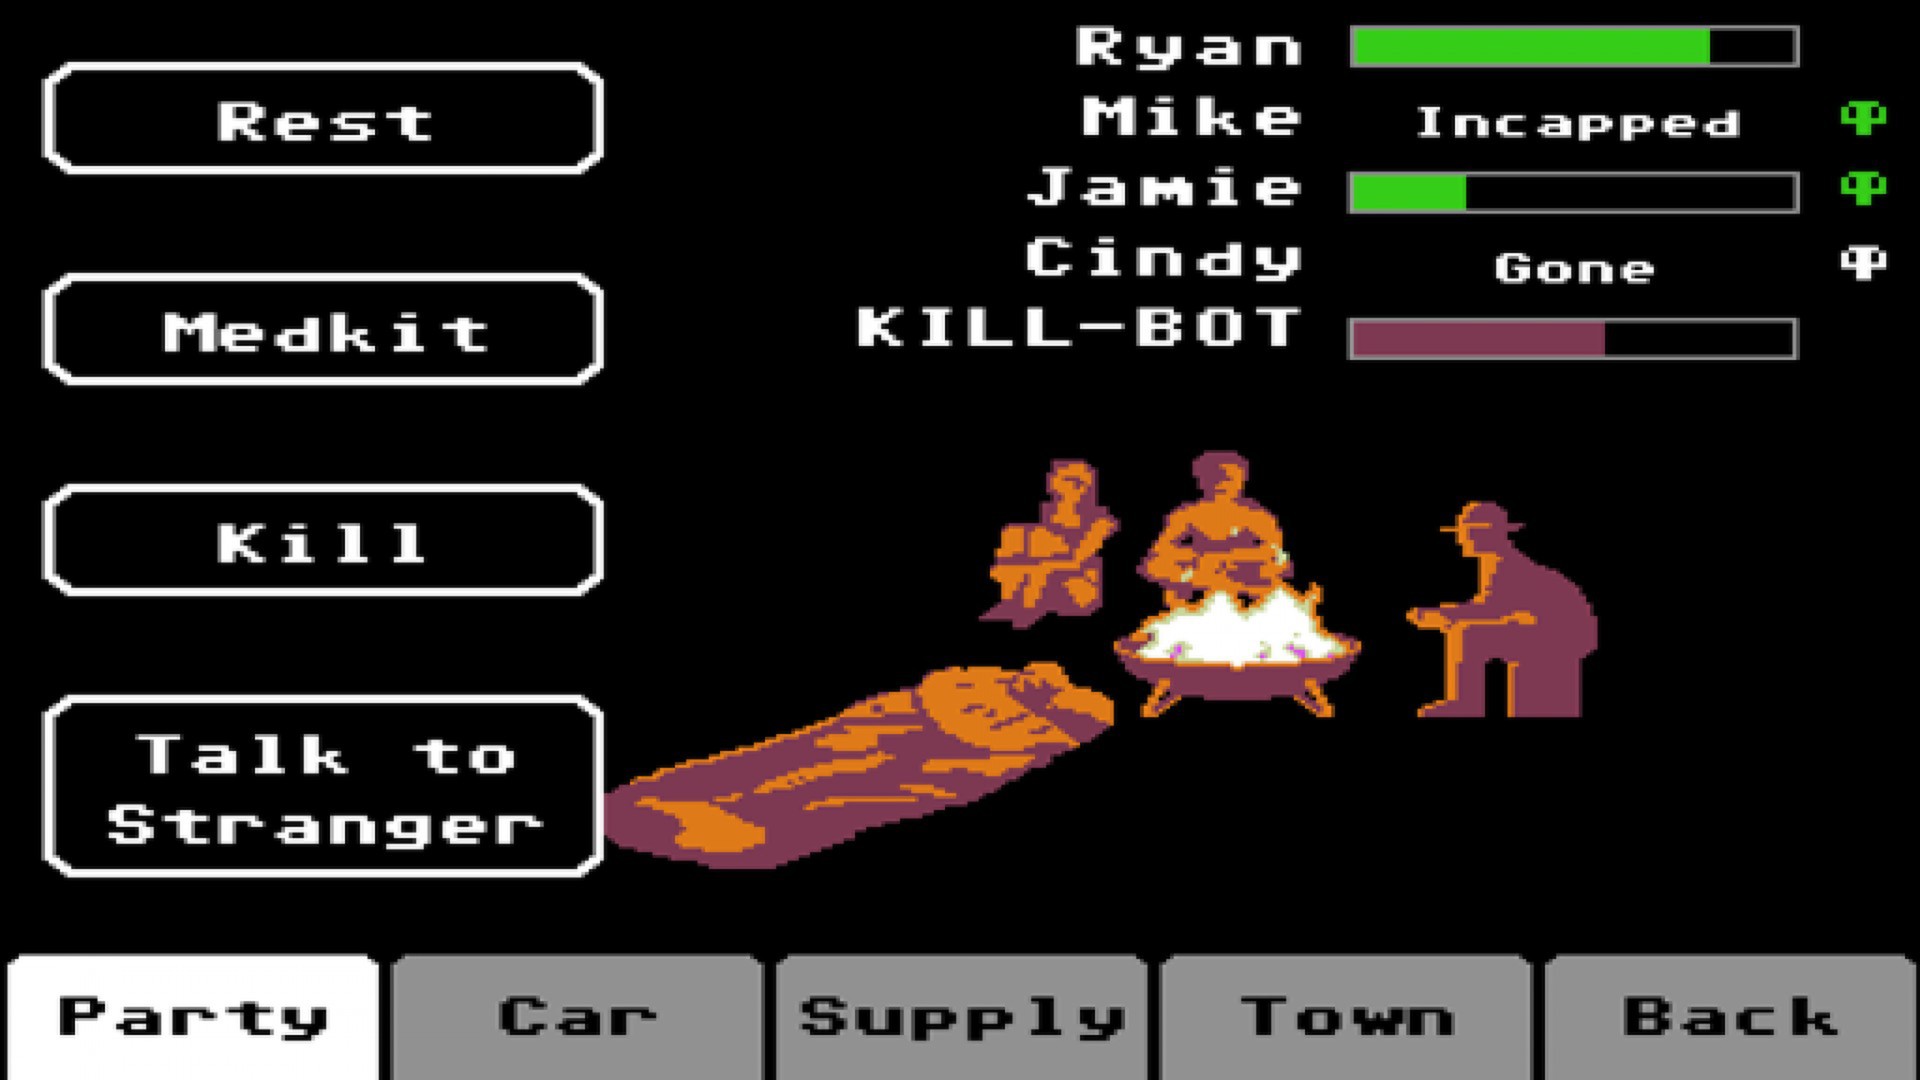 Rest
Medkit
Kill
Talk to
Stranger
Ryan
Mike Incapped
Jamie
Cindy Gone
KILL-BOT
Party Car Supply Town Back